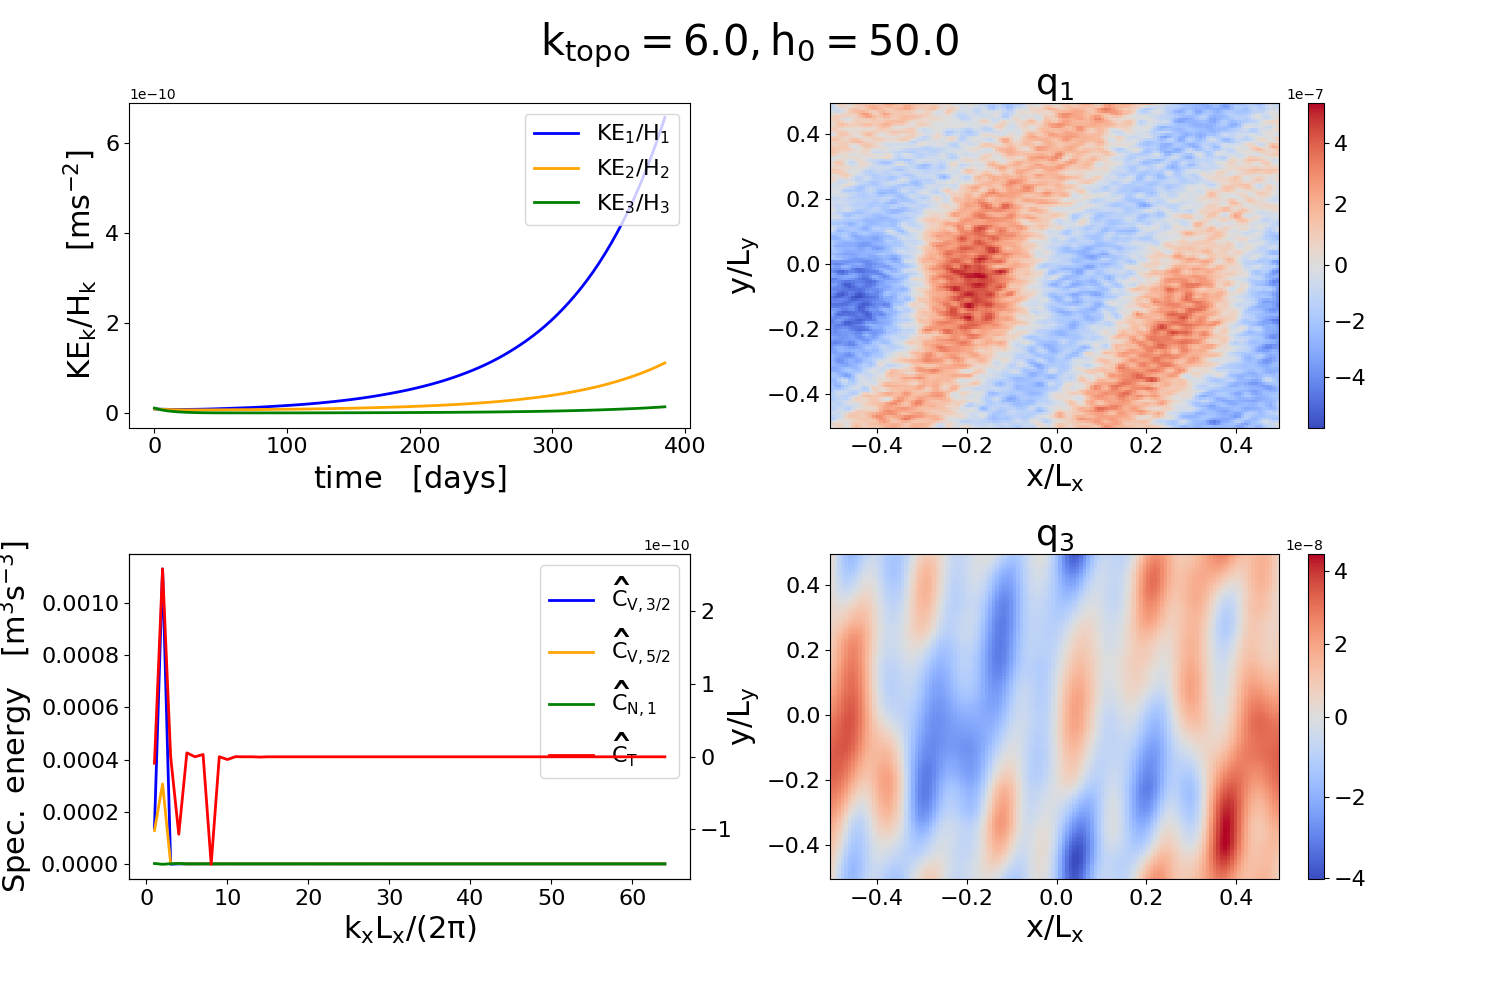 k_topo = 6.0, h_0 = 50.0
1e−10
KE_k/H_k [ms^−2]
6
4
2
0
KE_1/H_1
KE_2/H_2
KE_3/H_3
0 100 200 300 400
time [days]
q_1
1e−7
y/L_y
0.4
0.2
0.0
−0.2
−0.4
−0.4 −0.2 0.0 0.2 0.4
x/L_x
4
2
0
−2
−4
1e−10
Spec. energy [m^3s^−3]
0.0010
0.0008
0.0006
0.0004
0.0002
0.0000
Ĉ_V,3/2
Ĉ_V,5/2
Ĉ_N,1
Ĉ_T
2
1
0
−1
0 10 20 30 40 50 60
k_xL_x/(2π)
q_3
1e−8
y/L_y
0.4
0.2
0.0
−0.2
−0.4
−0.4 −0.2 0.0 0.2 0.4
x/L_x
4
2
0
−2
−4